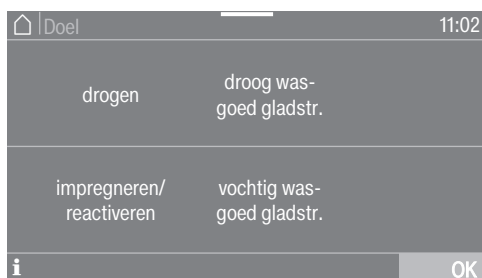 Doel
11:02
drogen
droog was-
goed gladstr.
impregneren/
reactiveren
vochtig was-
goed gladstr.
i
OK